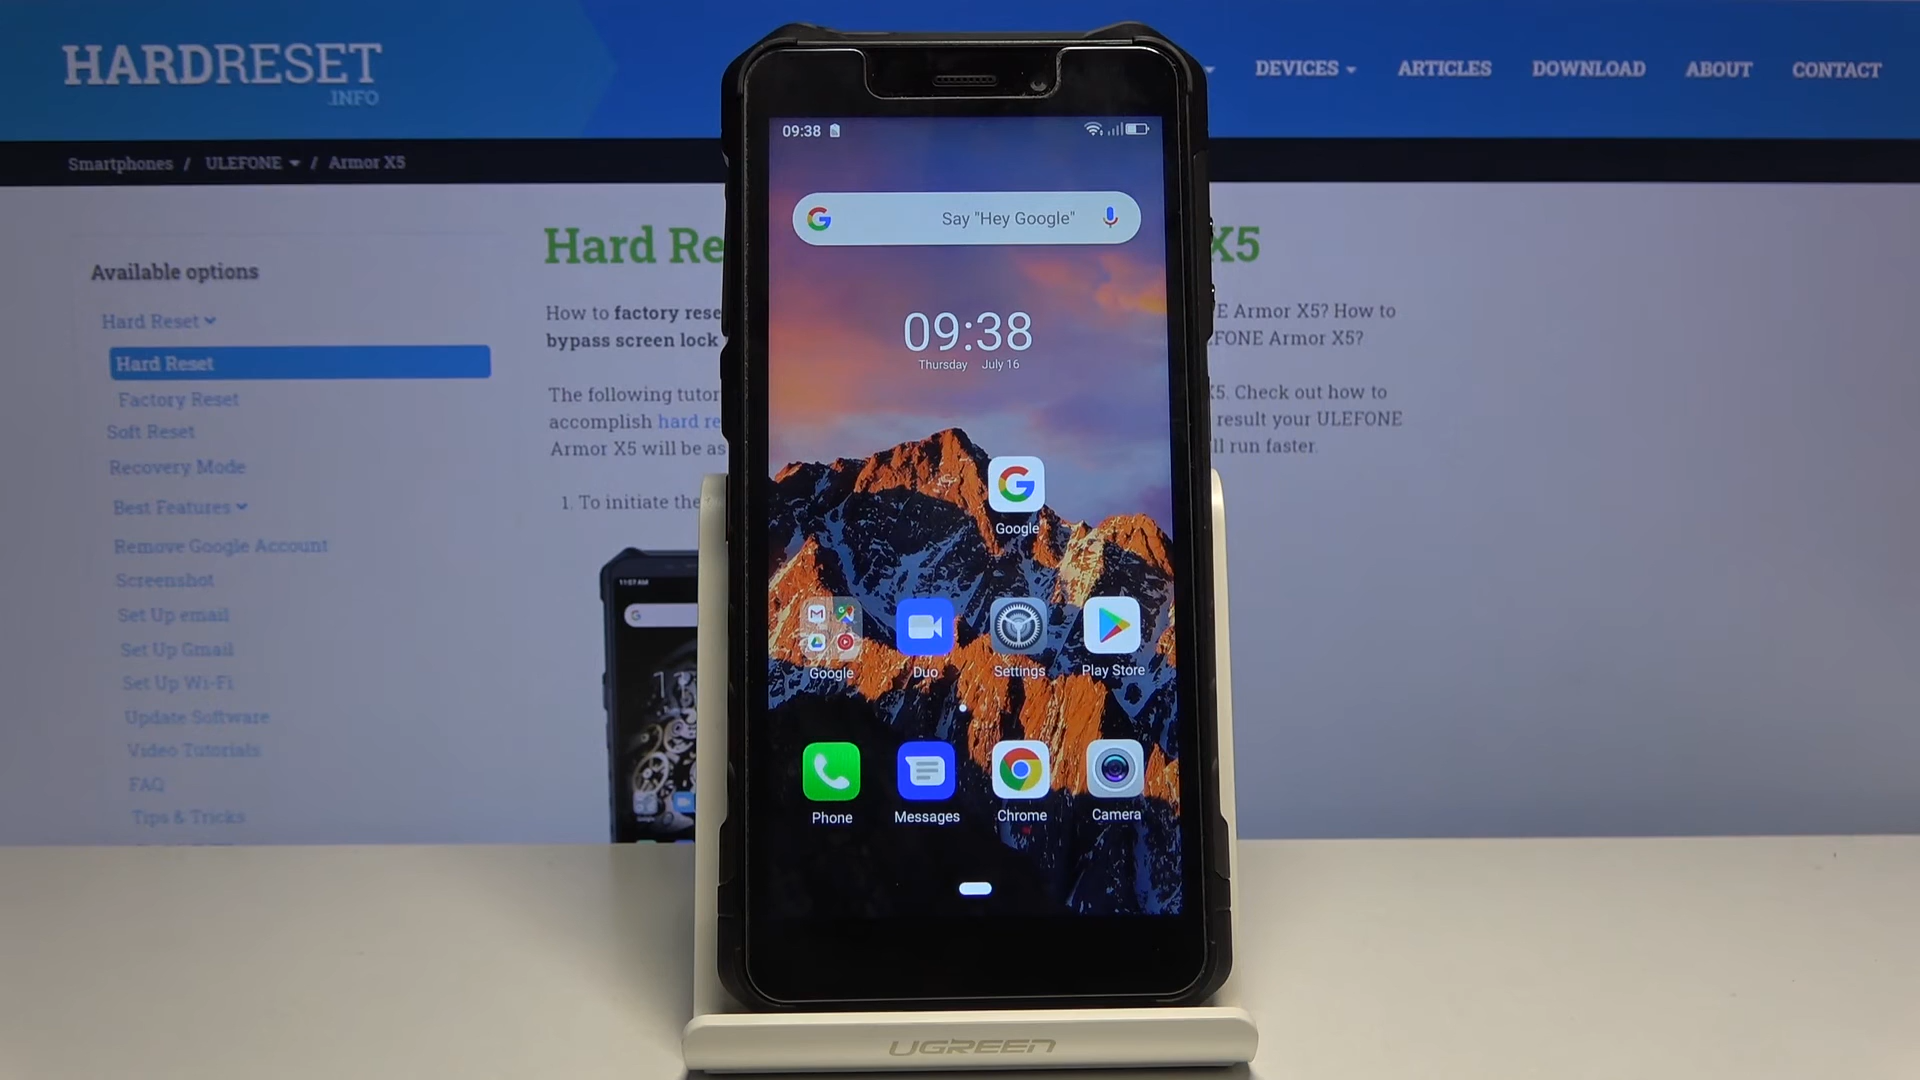 HARDRESET
.INFO
DEVICES
ARTICLES
DOWNLOAD
ABOUT
CONTACT
Smartphones / ULEFONE / Armor X5
Available options
Hard Reset
Hard Reset
Factory Reset
Soft Reset
Recovery Mode
Best Features
Remove Google Account
Screenshot
Set Up email
Set Up Gmail
Set Up Wi-Fi
Update Software
Video Tutorials
FAQ
Tips & Tricks
Hard Re
X5
How to factory rese
E Armor X5? How to
bypass screen lock
EFONE Armor X5?
The following tutor
X5. Check out how to
accomplish hard re
result your ULEFONE
Armor X5 will be as
ll run faster.
1. To initiate the
11:57 AM
09:38
Say "Hey Google"
09:38
Thursday July 16
Google
Google
Duo
Settings
Play Store
Phone
Messages
Chrome
Camera
UGREEN